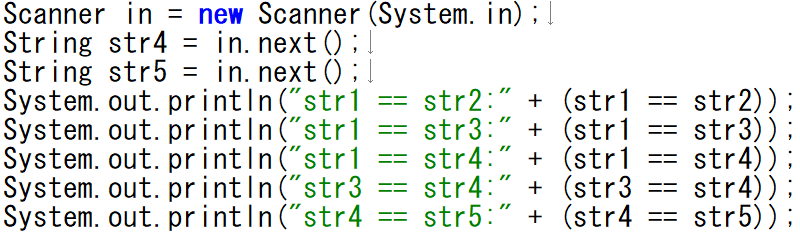 Scanner in = new Scanner(System.in);↓
String str4 = in.next();↓
String str5 = in.next();↓
System.out.println("str1 == str2:" + (str1 == str2));
System.out.println("str1 == str3:" + (str1 == str3));
System.out.println("str1 == str4:" + (str1 == str4));
System.out.println("str3 == str4:" + (str3 == str4));
System.out.println("str4 == str5:" + (str4 == str5));